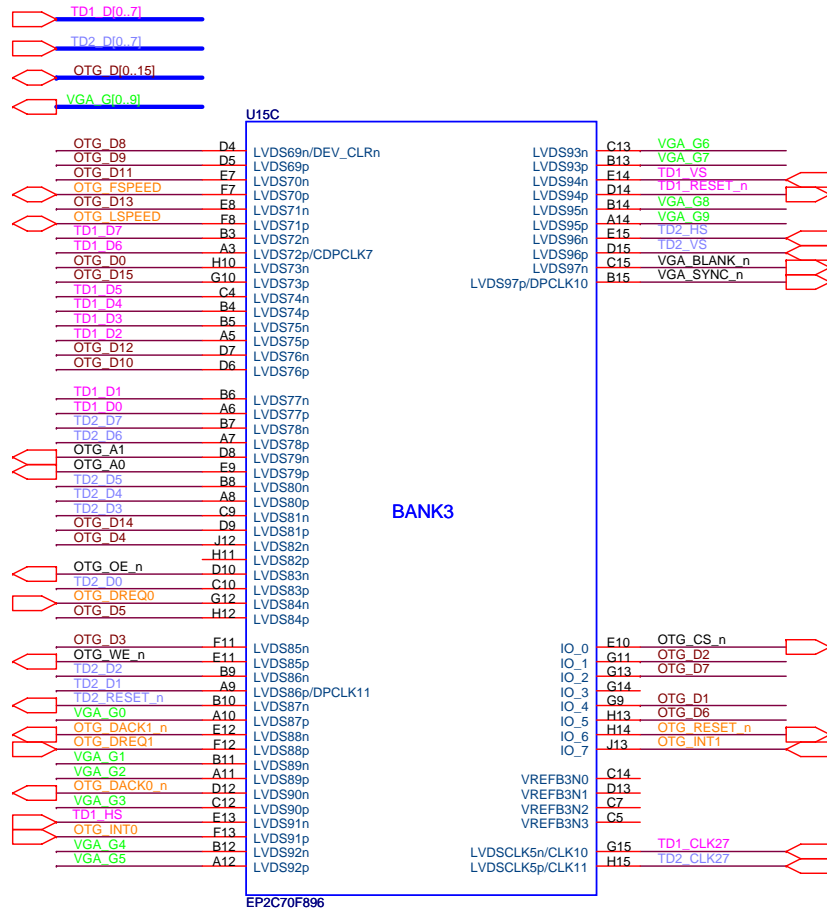 TD1_D[0..7]
TD2_D[0..7]
OTG_D[0..15]
VGA_G[0..9]
U15C
OTG_D8 D4 LVDS69n/DEV_CLRn LVDS93n C13 VGA_G6
OTG_D9 D5 LVDS69p LVDS93p B13 VGA_G7
OTG_D11 E7 LVDS70n LVDS94n E14 TD1_VS
OTG_FSPEED F7 LVDS70p LVDS94p D14 TD1_RESET_n
OTG_D13 E8 LVDS71n LVDS95n B14 VGA_G8
OTG_LSPEED F8 LVDS71p LVDS95p A14 VGA_G9
TD1_D7 B3 LVDS72n LVDS96n E15 TD2_HS
TD1_D6 A3 LVDS72p/CDPCLK7 LVDS96p D15 TD2_VS
OTG_D0 H10 LVDS73n LVDS97n C15 VGA_BLANK_n
OTG_D15 G10 LVDS73p LVDS97p/DPCLK10 B15 VGA_SYNC_n
TD1_D5 C4 LVDS74n
TD1_D4 B4 LVDS74p
TD1_D3 B5 LVDS75n
TD1_D2 A5 LVDS75p
OTG_D12 D7 LVDS76n
OTG_D10 D6 LVDS76p
TD1_D1 B6 LVDS77n
TD1_D0 A6 LVDS77p
TD2_D7 B7 LVDS78n
TD2_D6 A7 LVDS78p
OTG_A1 D8 LVDS79n
OTG_A0 E9 LVDS79p
TD2_D5 B8 LVDS80n
TD2_D4 A8 LVDS80p
TD2_D3 C9 LVDS81n
BANK3
OTG_D14 D9 LVDS81p
OTG_D4 J12 LVDS82n
H11 LVDS82p
OTG_OE_n D10 LVDS83n
TD2_D0 C10 LVDS83p
OTG_DREQ0 G12 LVDS84n
OTG_D5 H12 LVDS84p
OTG_D3 F11 LVDS85n IO_0 E10 OTG_CS_n
OTG_WE_n E11 LVDS85p IO_1 G11 OTG_D2
TD2_D2 B9 LVDS86n IO_2 G13 OTG_D7
TD2_D1 A9 LVDS86p/DPCLK11 IO_3 G14
TD2_RESET_n B10 LVDS87n IO_4 G9 OTG_D1
VGA_G0 A10 LVDS87p IO_5 H13 OTG_D6
OTG_DACK1_n E12 LVDS88n IO_6 H14 OTG_RESET_n
OTG_DREQ1 F12 LVDS88p IO_7 J13 OTG_INT1
VGA_G1 B11 LVDS89n
VGA_G2 A11 LVDS89p VREFB3N0 C14
OTG_DACK0_n D12 LVDS90n VREFB3N1 D13
VGA_G3 C12 LVDS90p VREFB3N2 C7
TD1_HS E13 LVDS91n VREFB3N3 C5
OTG_INT0 F13 LVDS91p
VGA_G4 B12 LVDS92n LVDSCLK5n/CLK10 G15 TD1_CLK27
VGA_G5 A12 LVDS92p LVDSCLK5p/CLK11 H15 TD2_CLK27
EP2C70F896